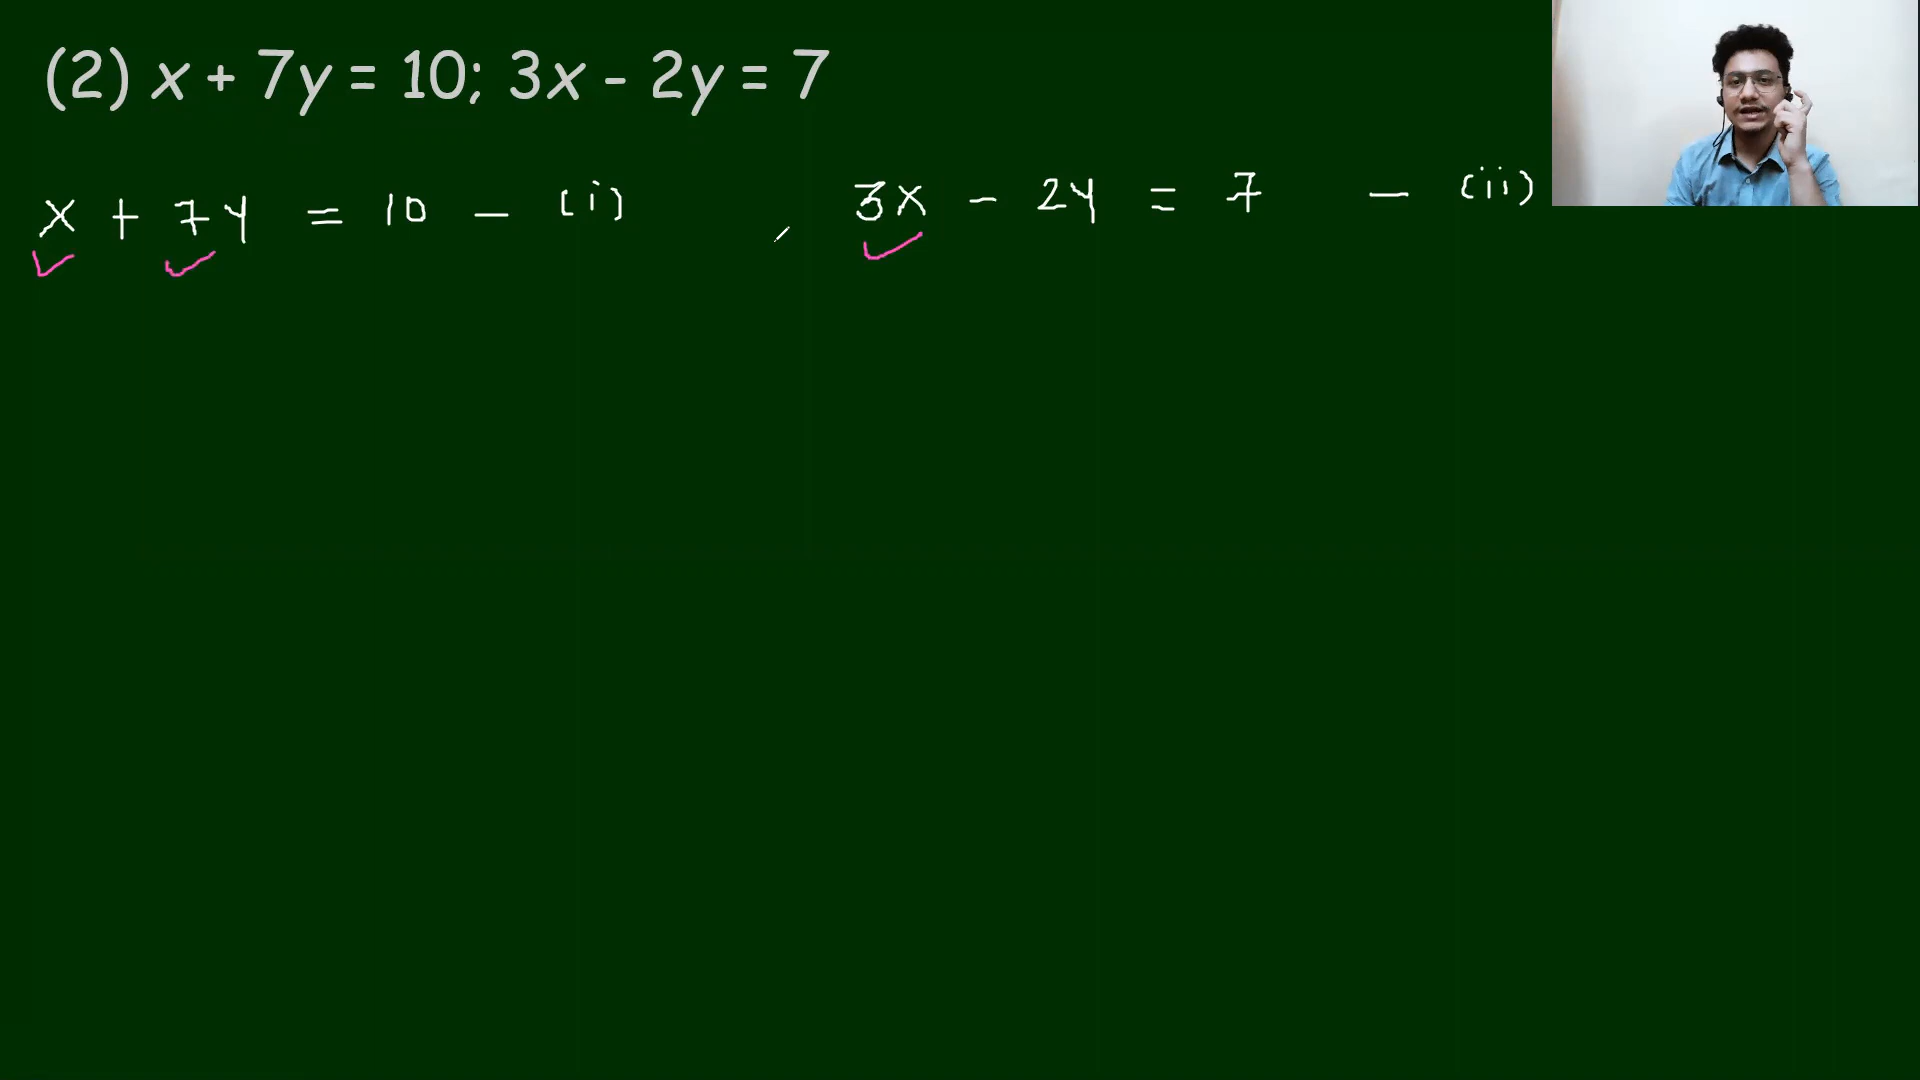 (2) x + 7y = 10; 3x - 2y = 7
x + 7y = 10 — (i) , 3x - 2y = 7 — (ii)